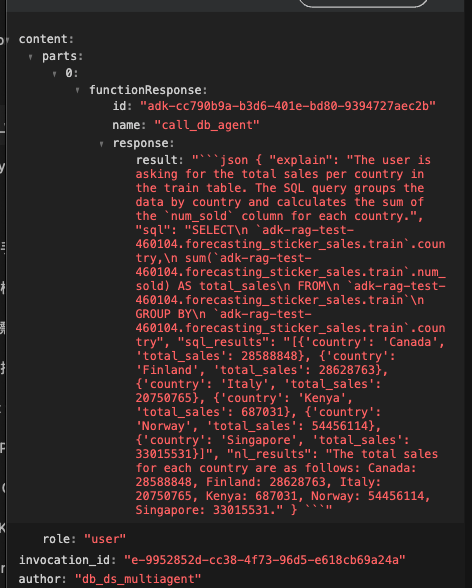 content:
parts:
0:
functionResponse:
id: "adk-cc790b9a-b3d6-401e-bd80-9394727aec2b"
name: "call_db_agent"
response:
result: "```json { "explain": "The user is
asking for the total sales per country in
the train table. The SQL query groups the
data by country and calculates the sum of
the `num_sold` column for each country.",
"sql": "SELECT\n `adk-rag-test-
460104.forecasting_sticker_sales.train`.cou
ntry,\n sum(`adk-rag-test-
460104.forecasting_sticker_sales.train`.num_
sold) AS total_sales\n FROM\n `adk-rag-test-
460104.forecasting_sticker_sales.train`\n
GROUP BY\n `adk-rag-test-
460104.forecasting_sticker_sales.train`.cou
ntry", "sql_results": "[{'country': 'Canada',
'total_sales': 28588848}, {'country':
'Finland', 'total_sales': 28628763},
{'country': 'Italy', 'total_sales':
20750765}, {'country': 'Kenya',
'total_sales': 687031}, {'country':
'Norway', 'total_sales': 54456114},
{'country': 'Singapore', 'total_sales':
33015531}]", "nl_results": "The total sales
for each country are as follows: Canada:
28588848, Finland: 28628763, Italy:
20750765, Kenya: 687031, Norway: 54456114,
Singapore: 33015531." } ```"
role: "user"
invocation_id: "e-9952852d-cc38-4f73-96d5-e618cb69a24a"
author: "db_ds_multiagent"